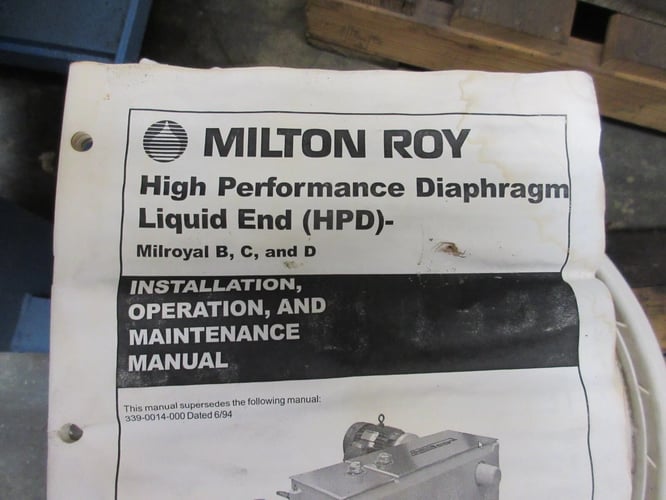 MILTON ROY
High Performance Diaphragm
Liquid End (HPD)-
Milroyal B, C, and D
INSTALLATION,
OPERATION, AND
MAINTENANCE
MANUAL
This manual supersedes the following manual:
339-0014-000 Dated 6/94